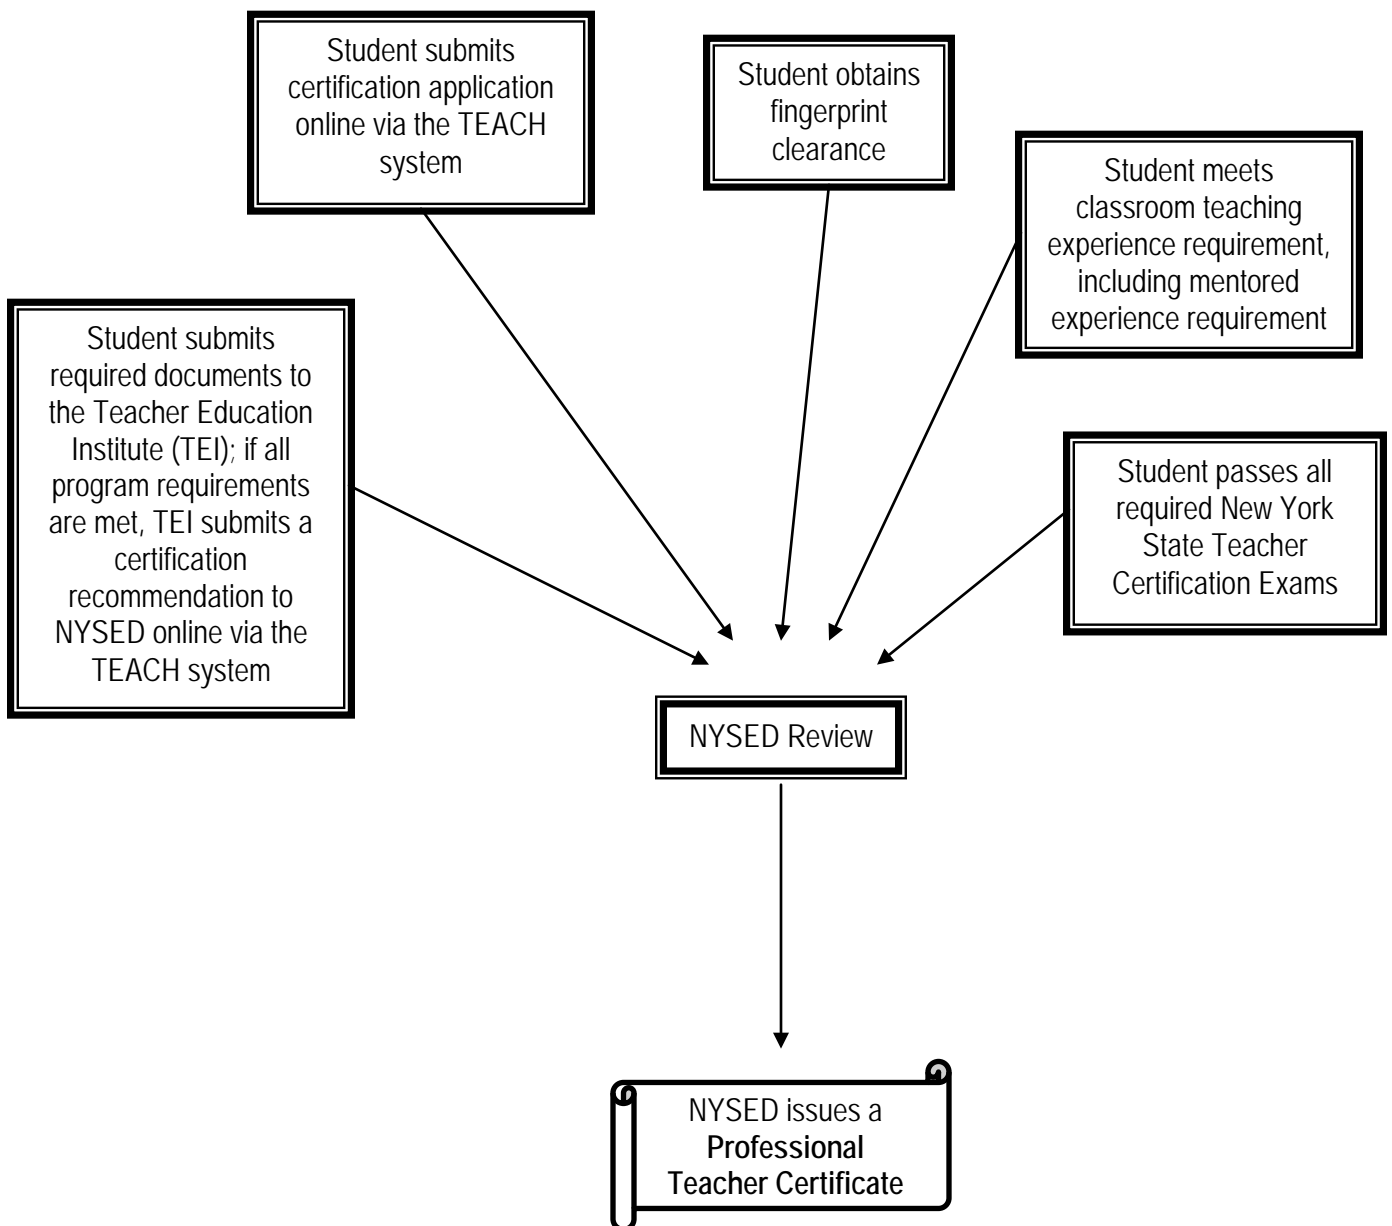 Student submits
certification application
online via the TEACH
system
Student obtains
fingerprint
clearance
Student meets
classroom teaching
experience requirement,
including mentored
experience requirement
Student submits
required documents to
the Teacher Education
Institute (TEI); if all
program requirements
are met, TEI submits a
certification
recommendation to
NYSED online via the
TEACH system
Student passes all
required New York
State Teacher
Certification Exams
NYSED Review
NYSED issues a
Professional
Teacher Certificate